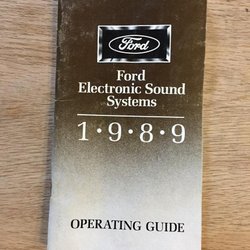 Ford
Ford
Electronic Sound
Systems
1·9·8·9
OPERATING GUIDE